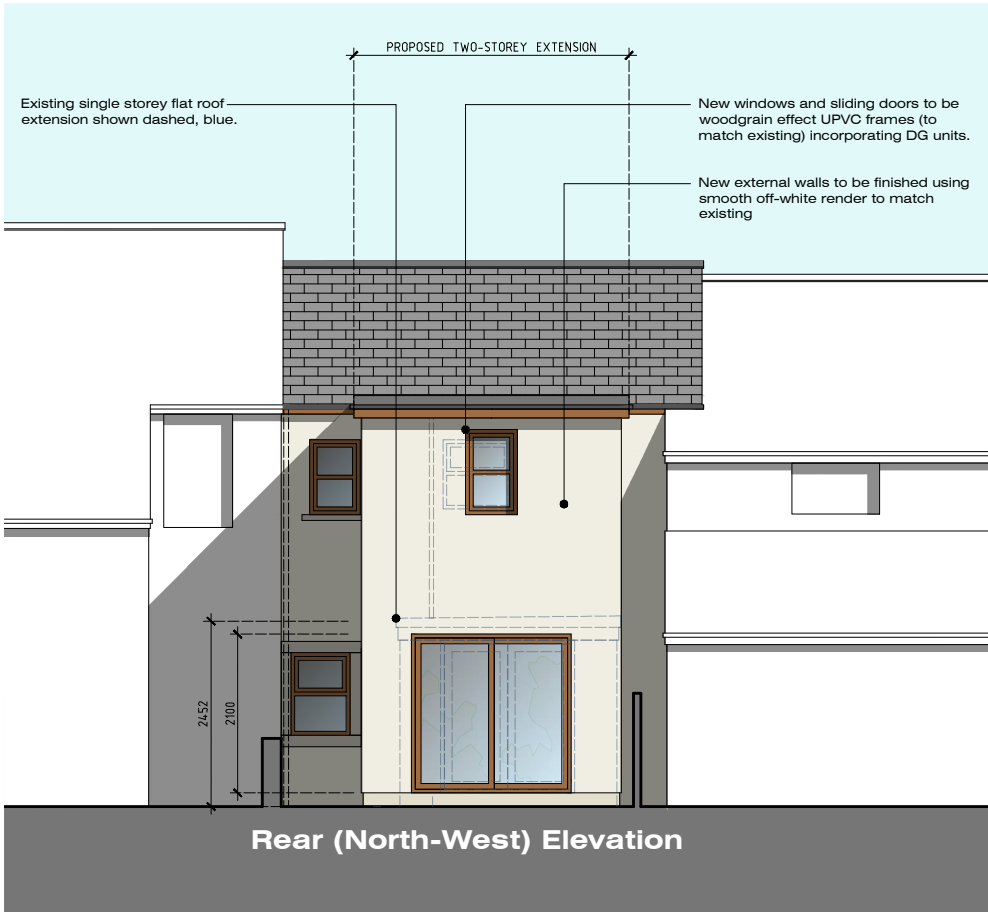 PROPOSED TWO-STOREY EXTENSION
Existing single storey flat roof
extension shown dashed, blue.
New windows and sliding doors to be
woodgrain effect UPVC frames (to
match existing) incorporating DG units.
New external walls to be finished using
smooth off-white render to match
existing
2452
2100
Rear (North-West) Elevation